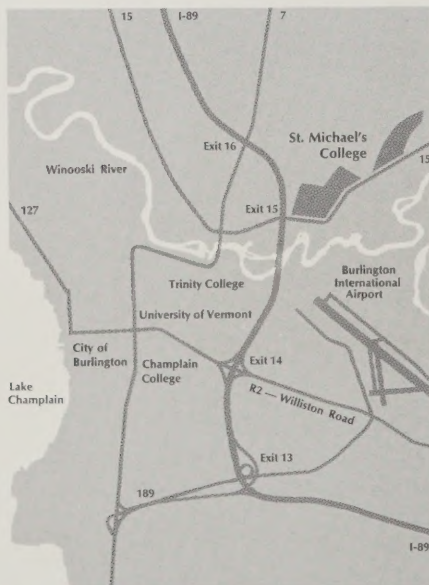 15
I-89
7
St. Michael's
College
Exit 16
15
Winooski River
127
Exit 15
Burlington
International
Airport
Trinity College
University of Vermont
City of
Burlington
Champlain
College
Exit 14
Lake
Champlain
R2 — Williston Road
Exit 13
189
I-89